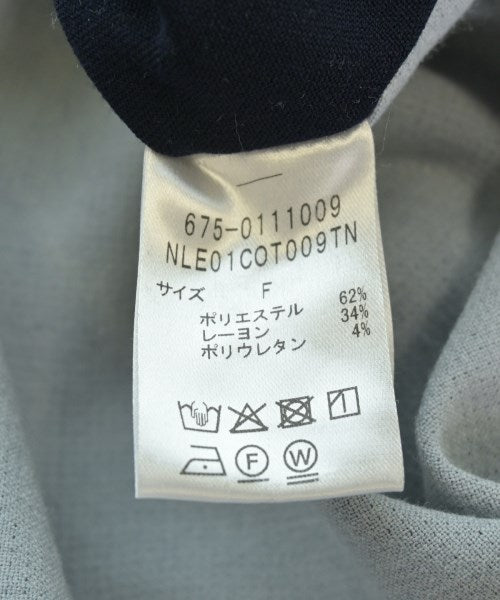 675-0111009
NLE01COT009TN
サイズ F
ポリエステル 62%
レーヨン 34%
ポリウレタン 4%
F W